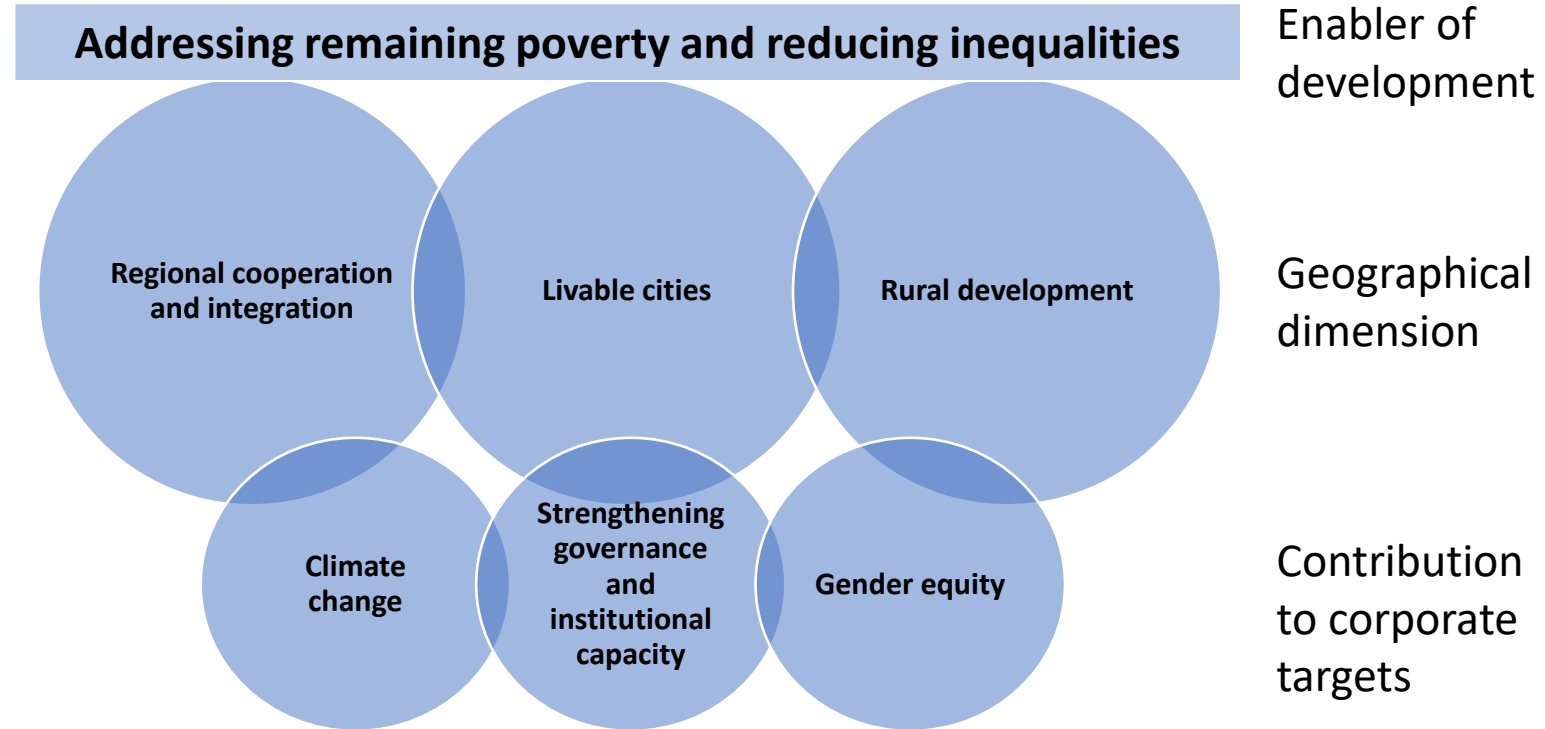 Addressing remaining poverty and reducing inequalities
Enabler of
development
Regional cooperation
and integration
Livable cities
Rural development
Geographical
dimension
Climate
change
Strengthening
governance
and
institutional
capacity
Gender equity
Contribution
to corporate
targets